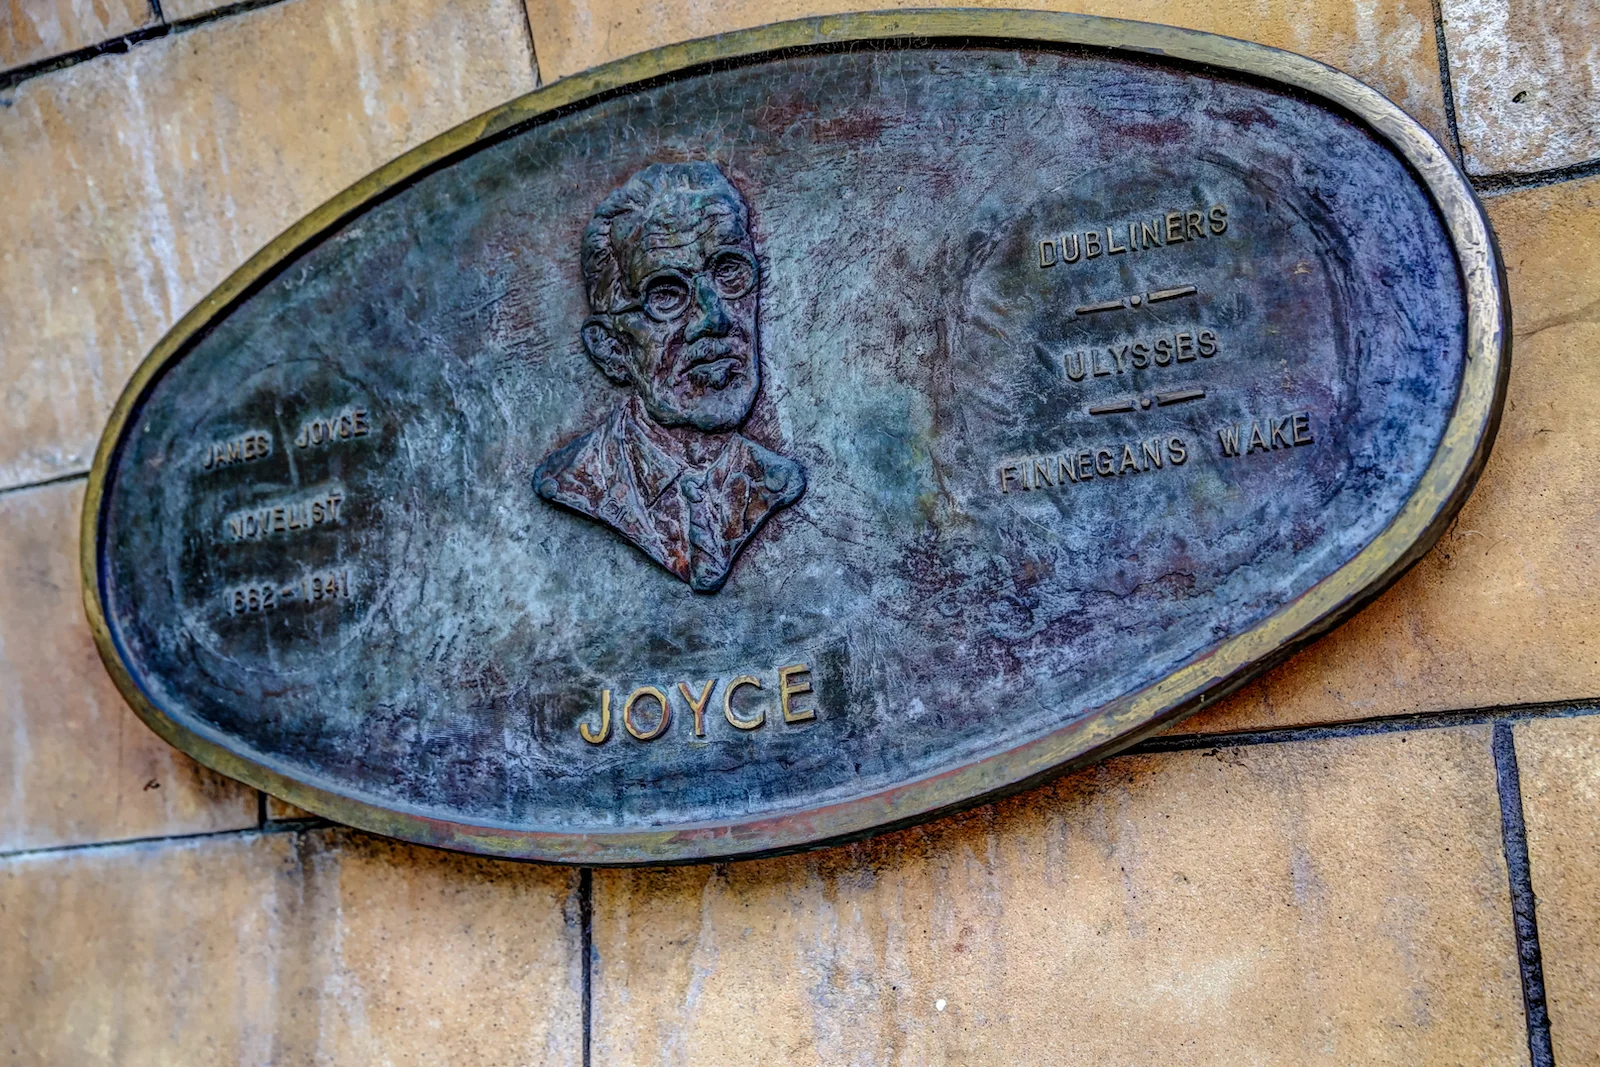 JAMES JOYCE
NOVELIST
1882-1941
JOYCE
DUBLINERS
ULYSSES
FINNEGANS WAKE